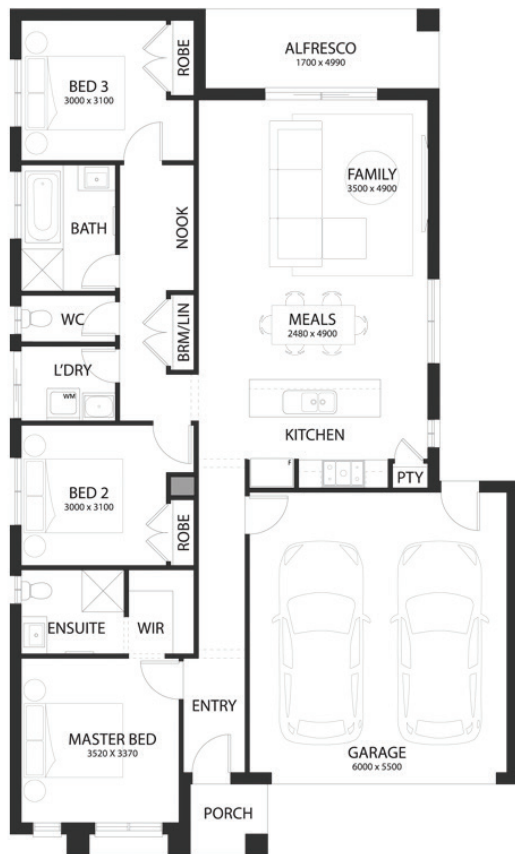 ALFRESCO
1700 x 4990
BED 3
3000 x 3100
ROBE
FAMILY
3500 x 4900
BATH
NOOK
WC
BRM/LIN
MEALS
2480 x 4900
L'DRY
WM
KITCHEN
F
PTY
BED 2
3000 x 3100
ROBE
ENSUITE
WIR
ENTRY
MASTER BED
3520 X 3370
GARAGE
6000 x 5500
PORCH